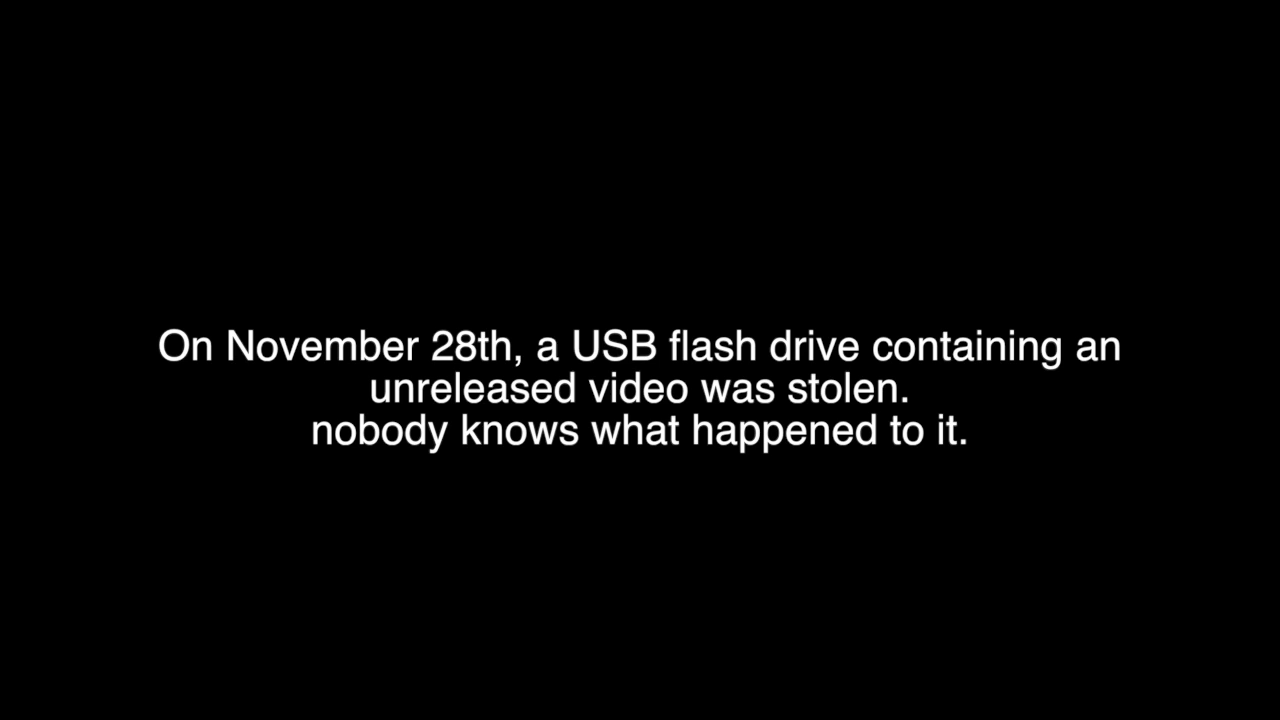 On November 28th, a USB flash drive containing an
unreleased video was stolen.
nobody knows what happened to it.